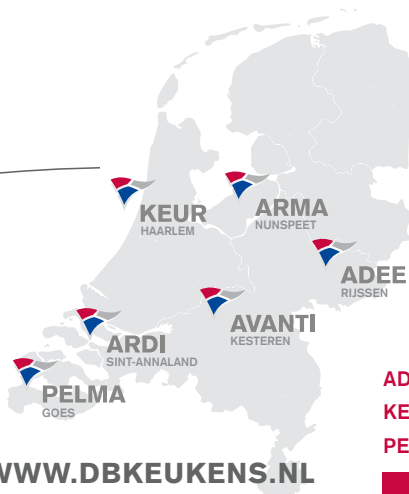 KEUR
HAARLEM
ARMA
NUNSPEET
ADEE
RIJSSEN
AVANTI
KESTEREN
ARDI
SINT-ANNALAND
PELMA
GOES
AD
KE
PE
WWW.DBKEUKENS.NL